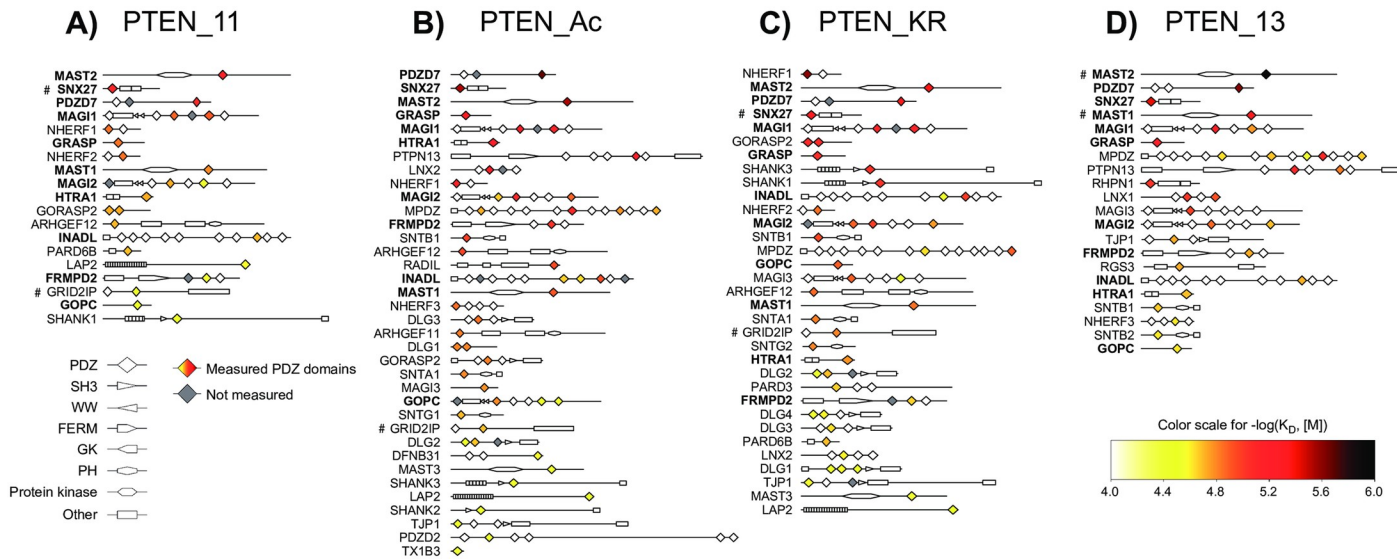 A) PTEN_11
MAST2
# SNX27
PDZD7
MAGI1
NHERF1
GRASP
NHERF2
MAST1
MAGI2
HTRA1
GORASP2
ARHGEF12
INADL
PARD6B
LAP2
FRMPD2
# GRID2IP
GOPC
SHANK1
PDZ
SH3
WW
FERM
GK
PH
Protein kinase
Other
Measured PDZ domains
Not measured
B) PTEN_Ac
PDZD7
SNX27
MAST2
GRASP
MAGI1
HTRA1
PTPN13
LNX2
NHERF1
MAGI2
MPDZ
FRMPD2
SNTB1
ARHGEF12
RADIL
INADL
MAST1
NHERF3
DLG3
ARHGEF11
DLG1
GORASP2
SNTA1
MAGI3
GOPC
SNTG1
# GRID2IP
DLG2
DFNB31
MAST3
SHANK3
LAP2
SHANK2
TJP1
PDZD2
TX1B3
C) PTEN_KR
NHERF1
MAST2
PDZD7
# SNX27
MAGI1
GORASP2
GRASP
SHANK3
SHANK1
INADL
NHERF2
MAGI2
SNTB1
MPDZ
GOPC
MAGI3
ARHGEF12
MAST1
SNTA1
# GRID2IP
SNTG2
HTRA1
DLG2
PARD3
FRMPD2
DLG4
DLG3
PARD6B
LNX2
DLG1
TJP1
MAST3
LAP2
D) PTEN_13
# MAST2
PDZD7
SNX27
# MAST1
MAGI1
GRASP
MPDZ
PTPN13
RHPN1
LNX1
MAGI3
MAGI2
TJP1
FRMPD2
RGS3
INADL
HTRA1
SNTB1
NHERF3
SNTB2
GOPC
Color scale for -log(KD, [M])
4.0 4.4 4.8 5.2 5.6 6.0